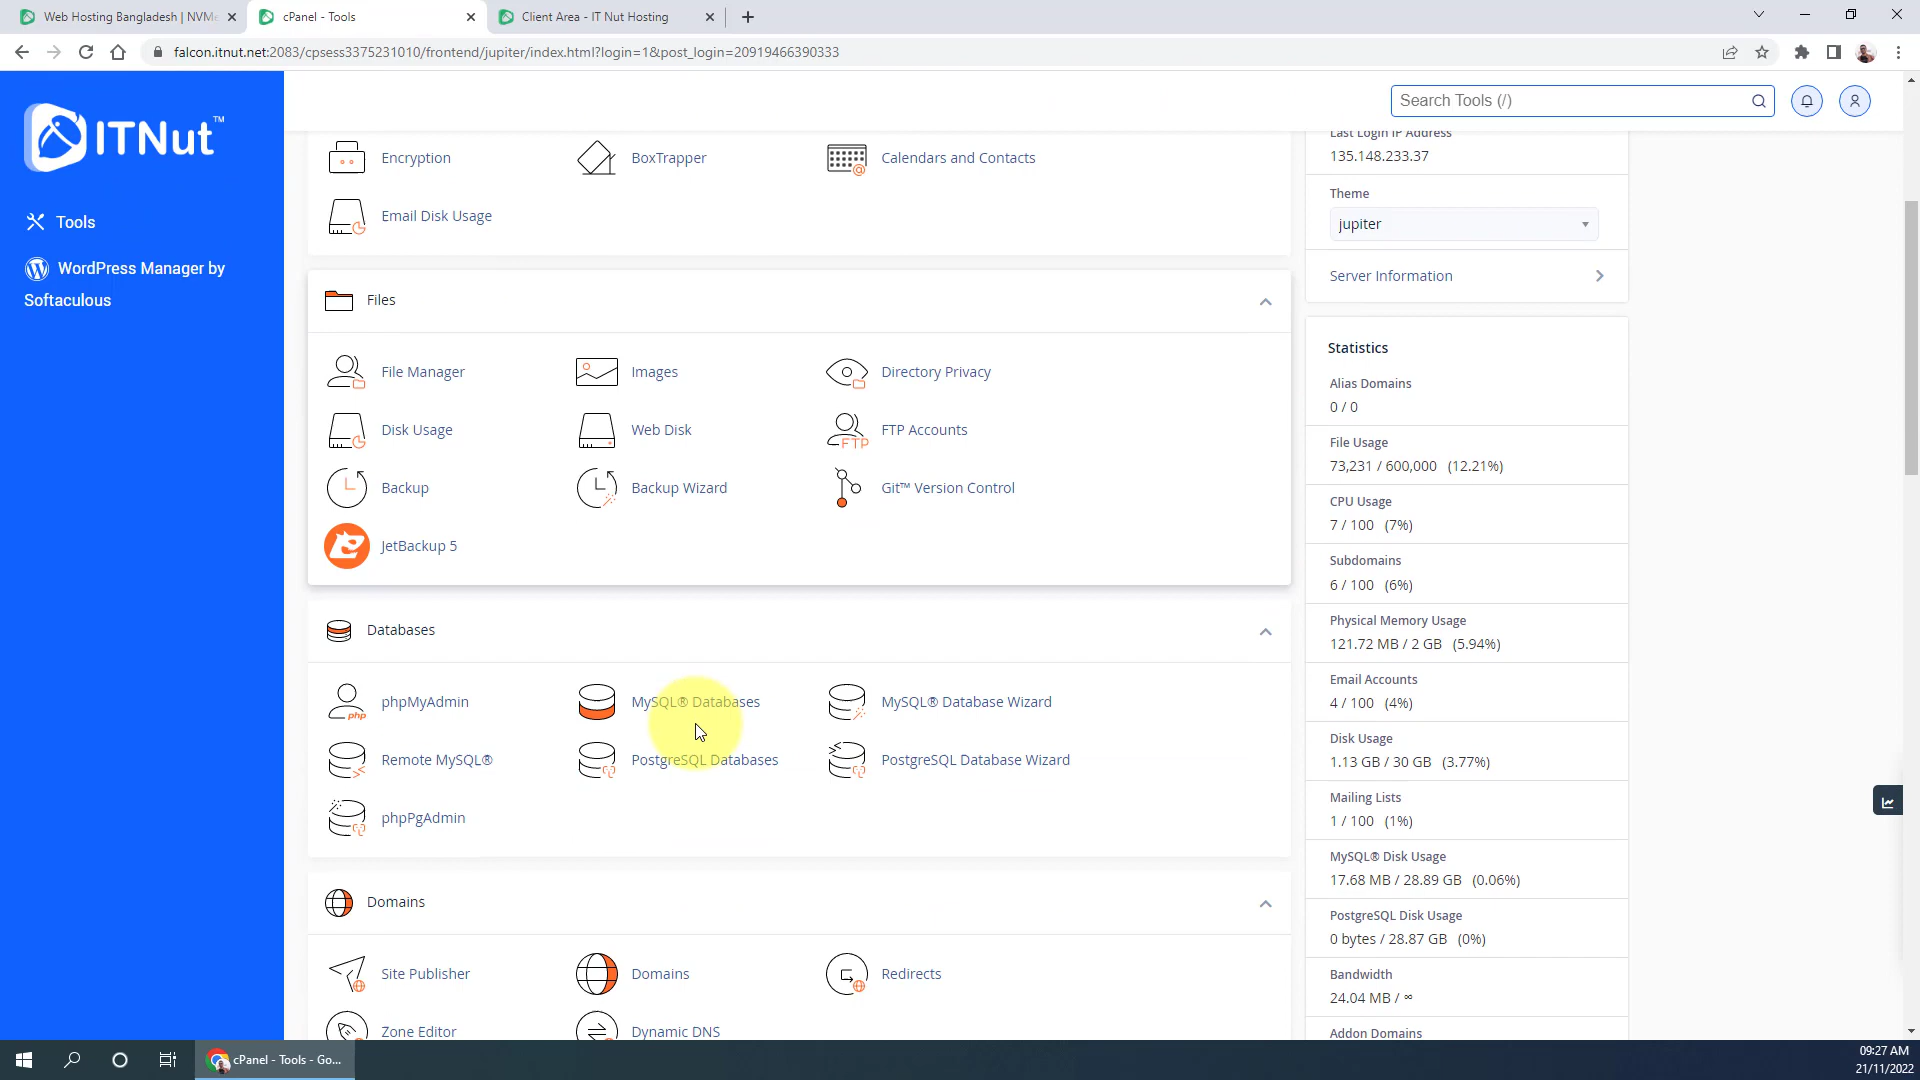 Web Hosting Bangladesh | NVMe
cPanel - Tools
Client Area - IT Nut Hosting
falcon.itnut.net:2083/cpsess3375231010/frontend/jupiter/index.html?login=1&post_login=20919466390333
ITNut™
Tools
WordPress Manager by
Softaculous
Search Tools (/)
Encryption
BoxTrapper
Calendars and Contacts
Email Disk Usage
Files
File Manager
Images
Directory Privacy
Disk Usage
Web Disk
FTP Accounts
Backup
Backup Wizard
Git™ Version Control
JetBackup 5
Databases
phpMyAdmin
MySQL® Databases
MySQL® Database Wizard
Remote MySQL®
PostgreSQL Databases
PostgreSQL Database Wizard
phpPgAdmin
Domains
Site Publisher
Domains
Redirects
Zone Editor
Dynamic DNS
Last Login IP Address
135.148.233.37
Theme
jupiter
Server Information
Statistics
Alias Domains
0 / 0
File Usage
73,231 / 600,000 (12.21%)
CPU Usage
7 / 100 (7%)
Subdomains
6 / 100 (6%)
Physical Memory Usage
121.72 MB / 2 GB (5.94%)
Email Accounts
4 / 100 (4%)
Disk Usage
1.13 GB / 30 GB (3.77%)
Mailing Lists
1 / 100 (1%)
MySQL® Disk Usage
17.68 MB / 28.89 GB (0.06%)
PostgreSQL Disk Usage
0 bytes / 28.87 GB (0%)
Bandwidth
24.04 MB / ∞
Addon Domains
cPanel - Tools - Go...
09:27 AM
21/11/2022